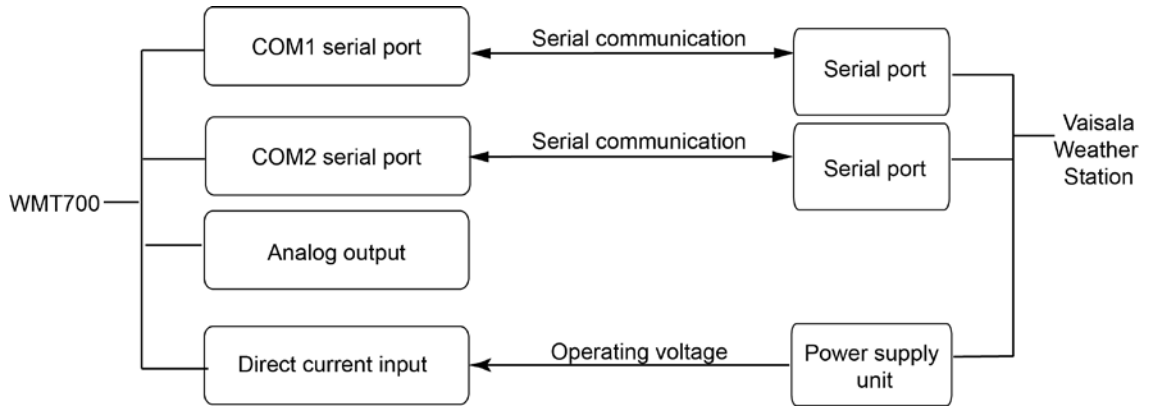 COM1 serial port
Serial communication
Serial port
COM2 serial port
Serial communication
Serial port
Vaisala
Weather
Station
WMT700
Analog output
Direct current input
Operating voltage
Power supply
unit